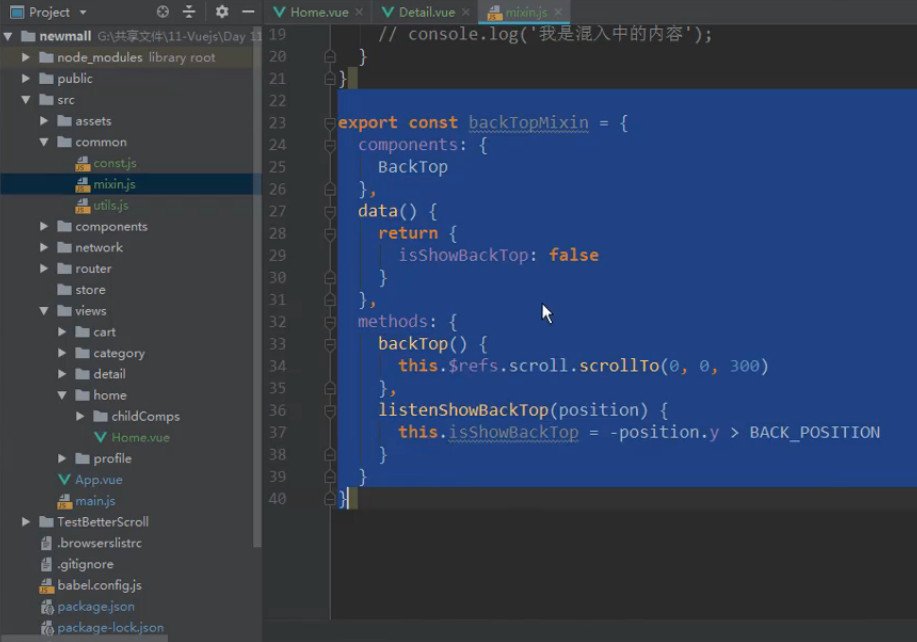 Project
Home.vue
Detail.vue
mixin.js
newmall G:\共享文件\11-Vuejs\Day 11
node_modules library root
public
src
assets
common
const.js
mixin.js
utils.js
components
network
router
store
views
cart
category
detail
home
childComps
Home.vue
profile
App.vue
main.js
TestBetterScroll
.browserslistrc
.gitignore
babel.config.js
package.json
package-lock.json
19 // console.log('我是混入中的内容');
20 }
21 }
22
23 export const backTopMixin = {
24 components: {
25 BackTop
26 },
27 data() {
28 return {
29 isShowBackTop: false
30 }
31 },
32 methods: {
33 backTop() {
34 this.$refs.scroll.scrollTo(0, 0, 300)
35 },
36 listenShowBackTop(position) {
37 this.isShowBackTop = -position.y > BACK_POSITION
38 }
39 }
40 }